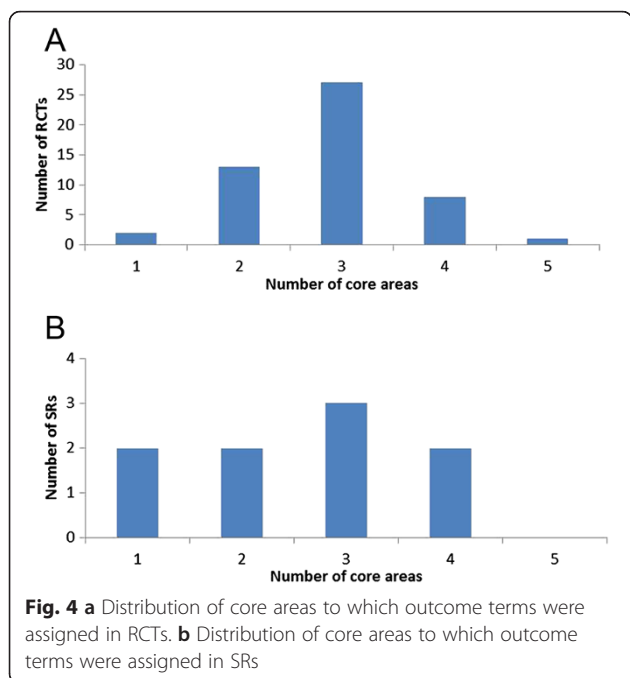 A
30
25
20
15
10
5
0
Number of RCTs
1 2 3 4 5
Number of core areas
B
4
3
2
1
0
Number of SRs
1 2 3 4 5
Number of core areas
Fig. 4 a Distribution of core areas to which outcome terms were
assigned in RCTs. b Distribution of core areas to which outcome
terms were assigned in SRs